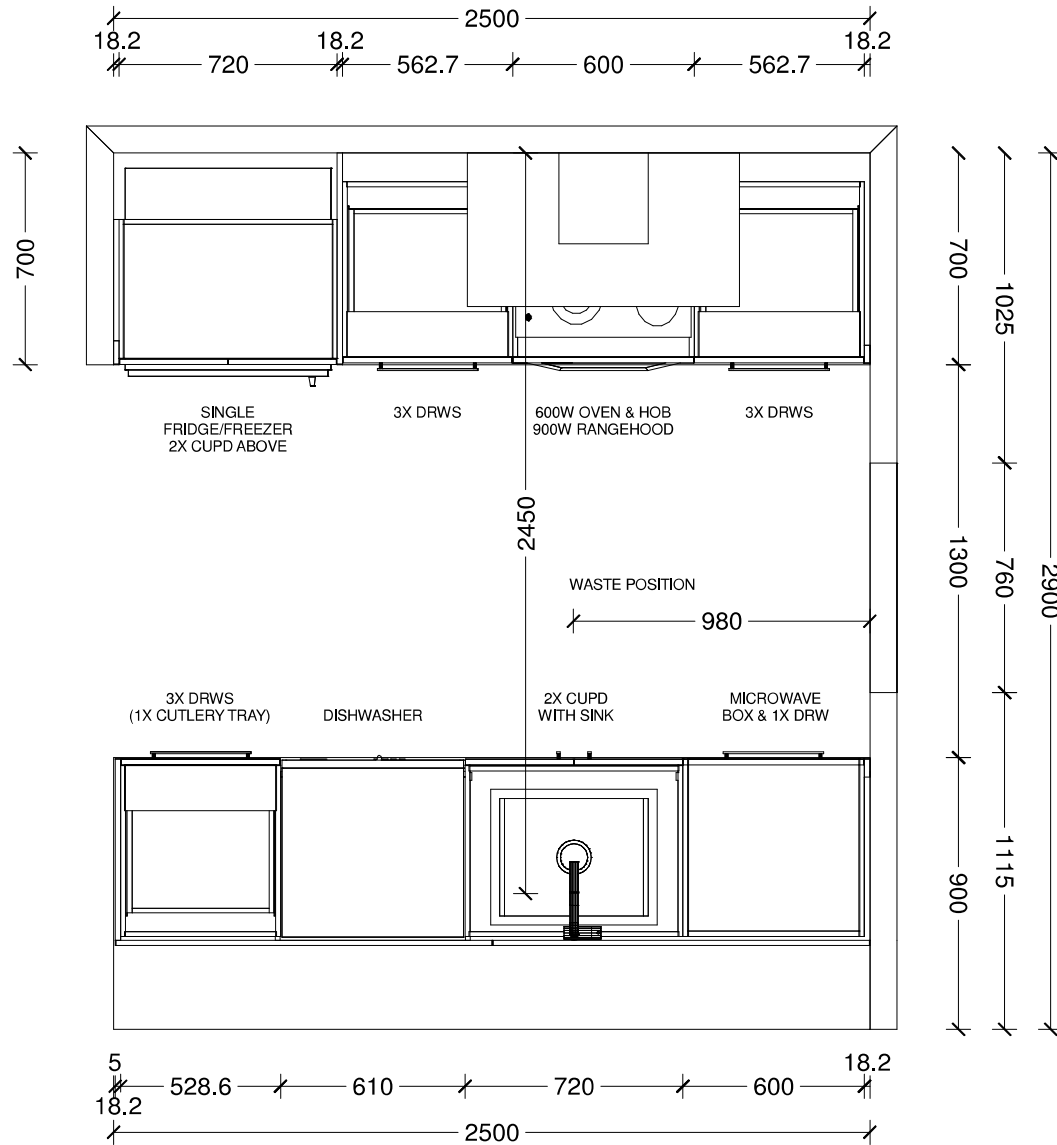 2500
18.2 18.2 18.2
720 562.7 600 562.7
700
700
1025
SINGLE
FRIDGE/FREEZER
2X CUPD ABOVE
3X DRWS
600W OVEN & HOB
900W RANGEHOOD
3X DRWS
2450
1300
760
2900
WASTE POSITION
980
3X DRWS
(1X CUTLERY TRAY)
DISHWASHER
2X CUPD
WITH SINK
MICROWAVE
BOX & 1X DRW
900
1115
5 18.2
528.6 610 720 600
18.2
2500